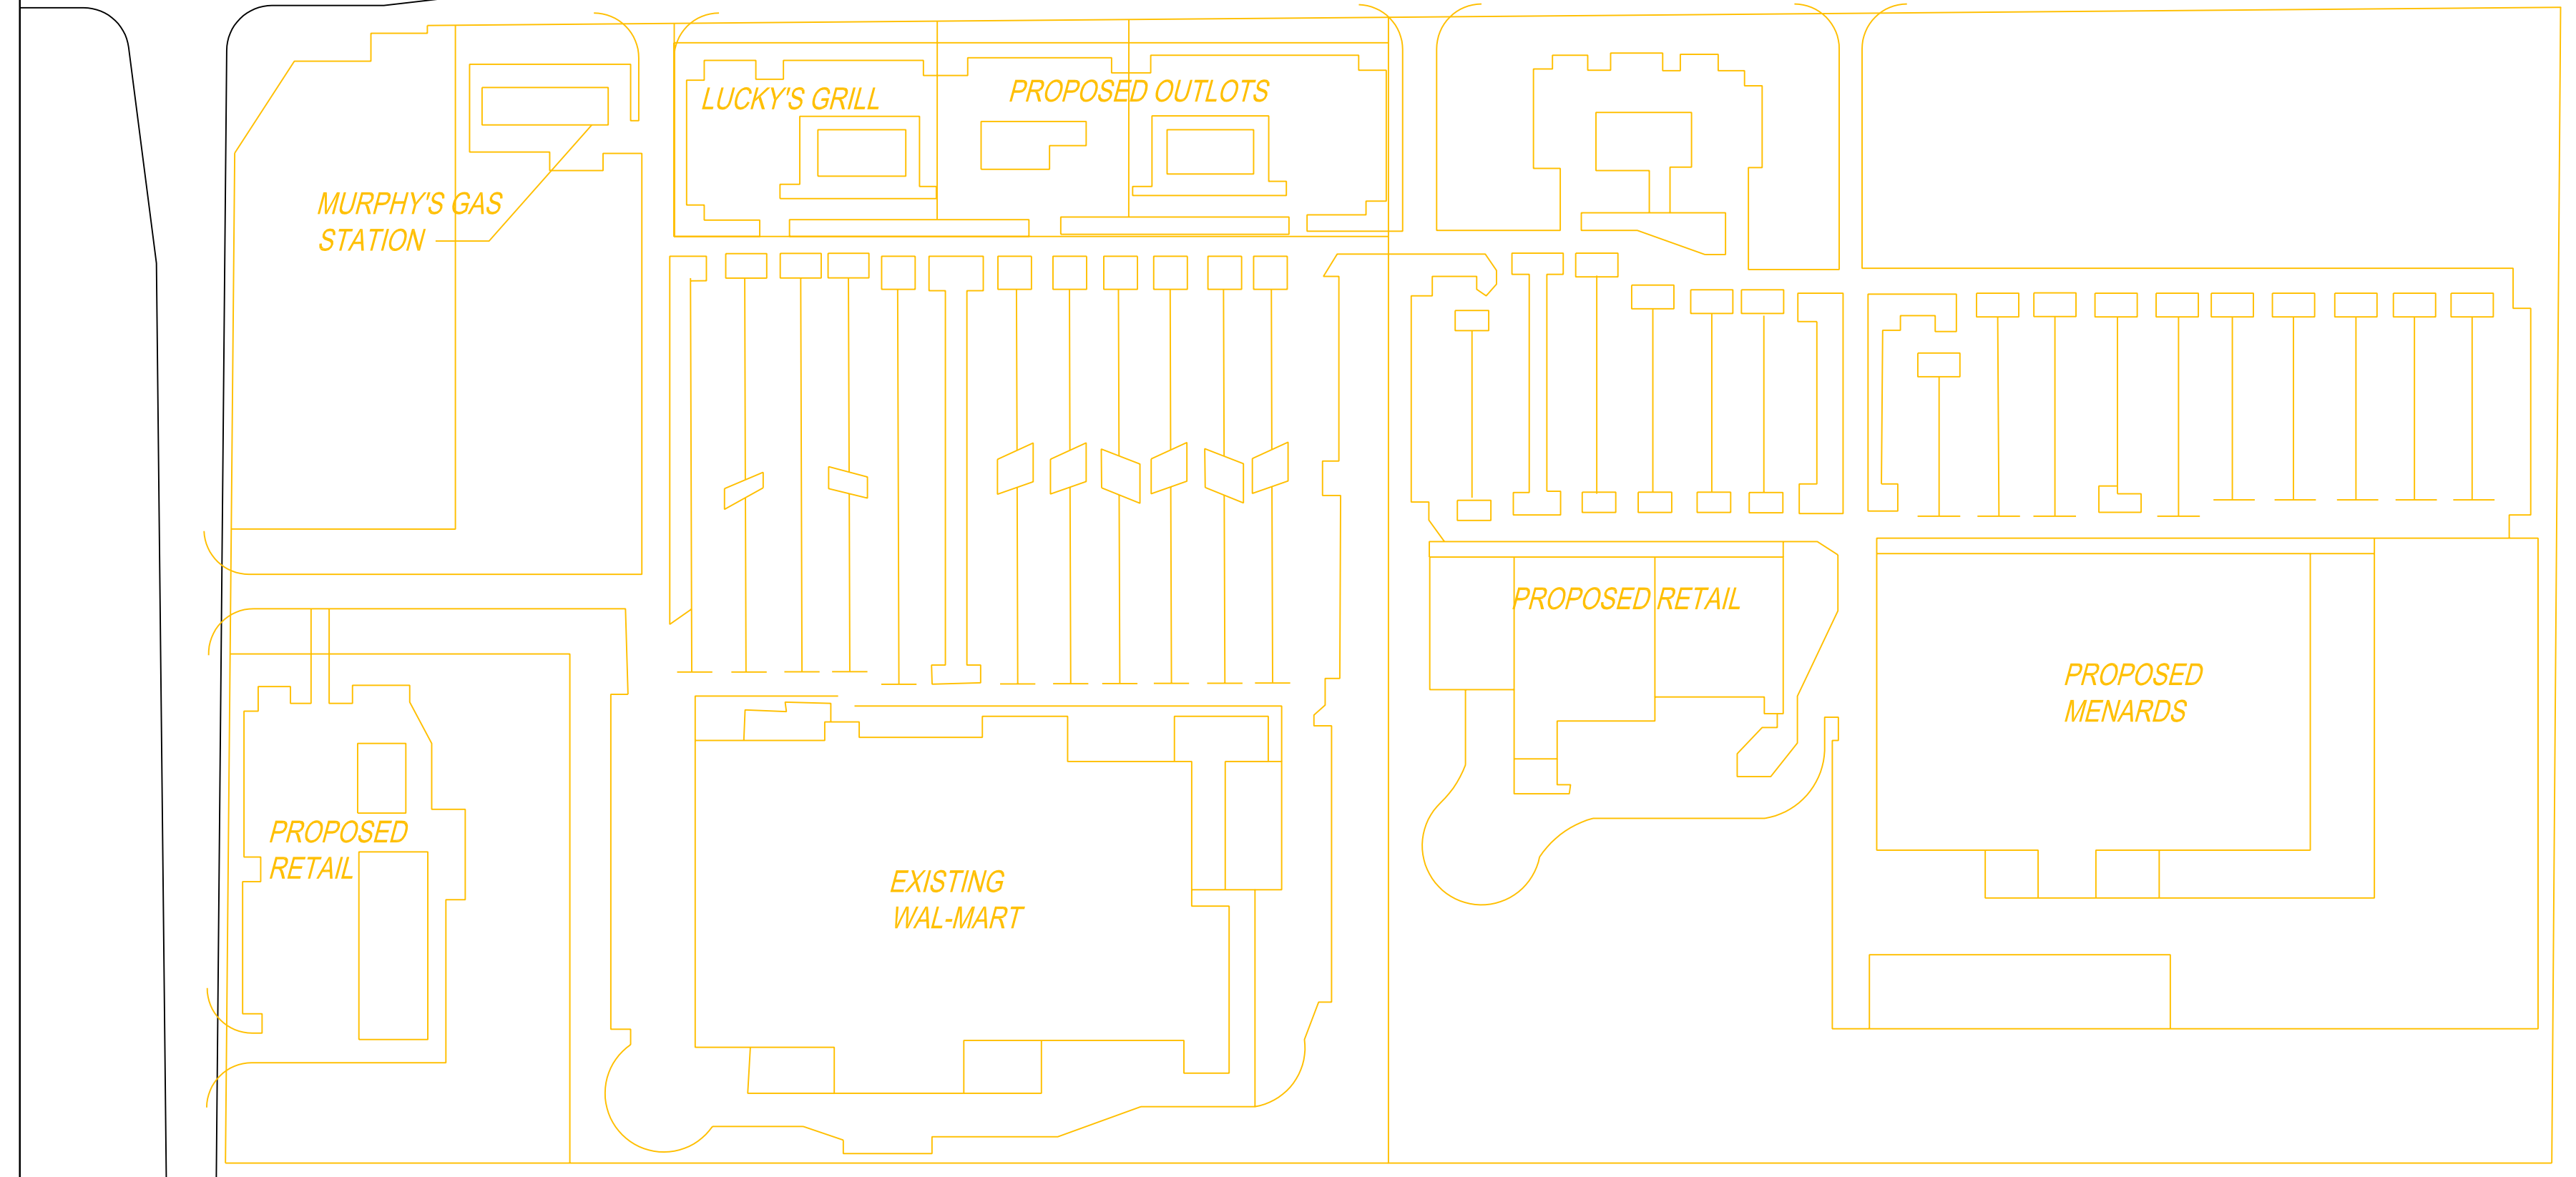 LUCKY'S GRILL
PROPOSED OUTLOTS
MURPHY'S GAS
STATION
PROPOSED RETAIL
PROPOSED
MENARDS
PROPOSED
RETAIL
EXISTING
WAL-MART